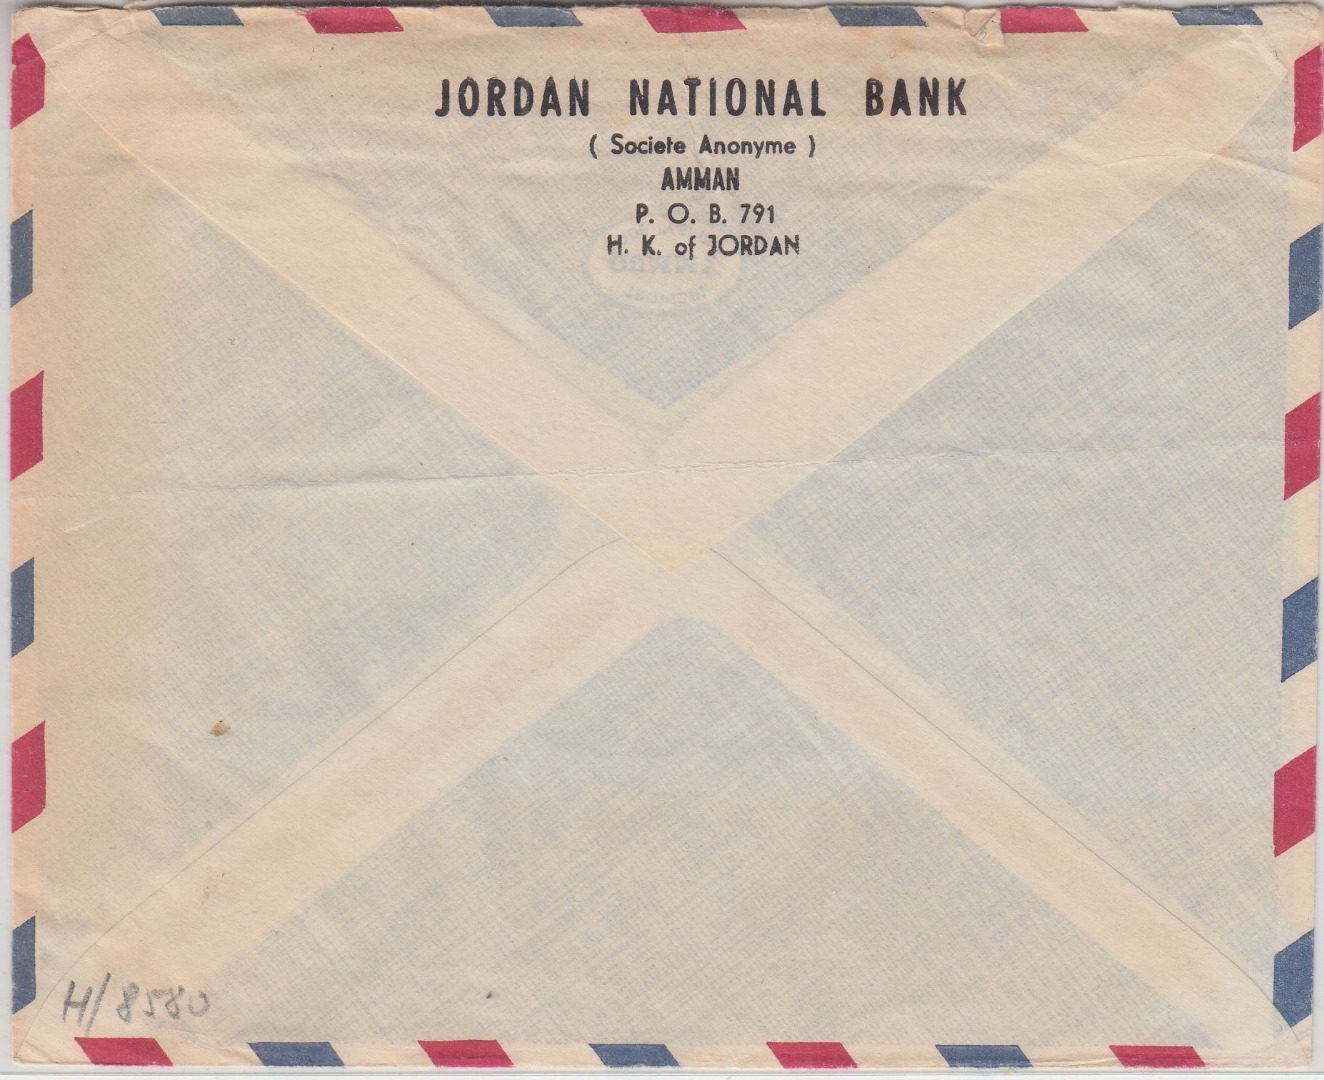 JORDAN NATIONAL BANK
( Societe Anonyme )
AMMAN
P. O. B. 791
H. K. of JORDAN
H/8580